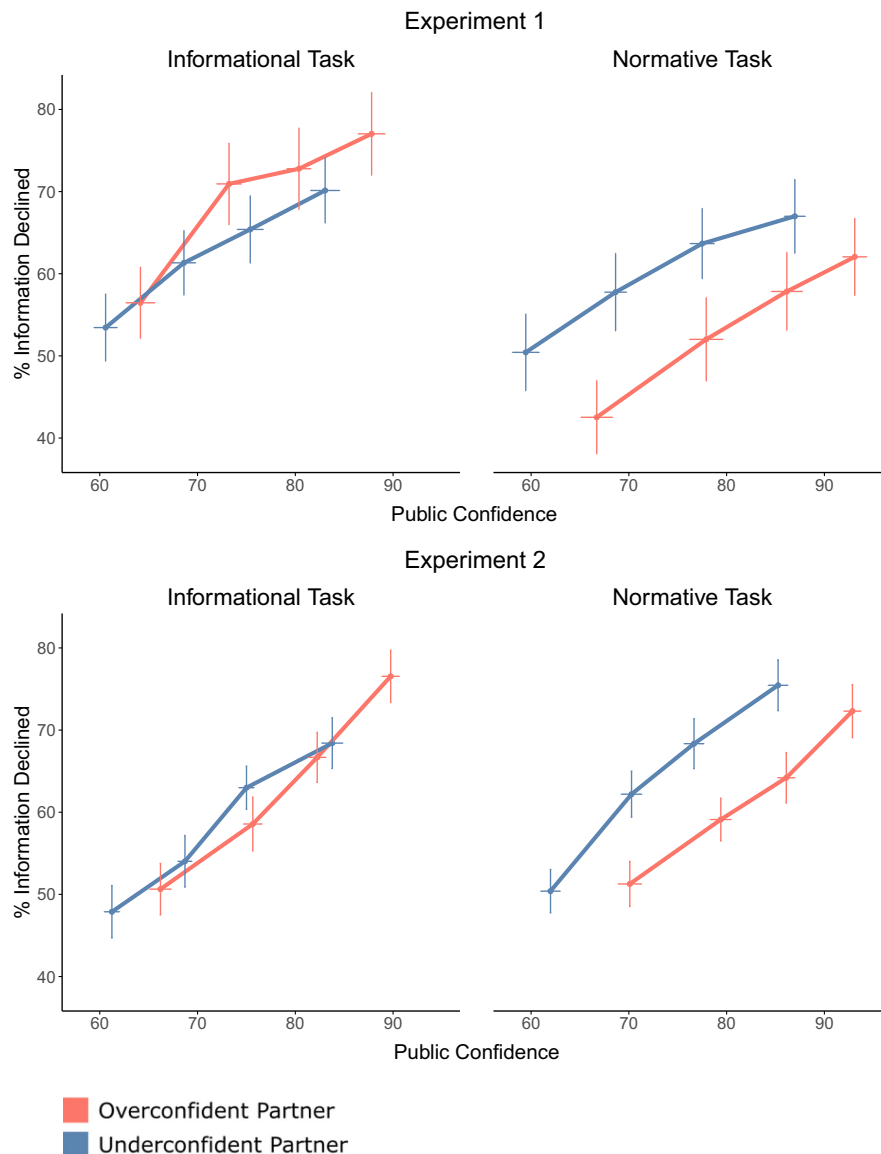 Experiment 1
Informational Task
Normative Task
% Information Declined
80
70
60
50
40
60 70 80 90
60 70 80 90
Public Confidence
Experiment 2
Informational Task
Normative Task
% Information Declined
80
70
60
50
40
60 70 80 90
60 70 80 90
Public Confidence
Overconfident Partner
Underconfident Partner